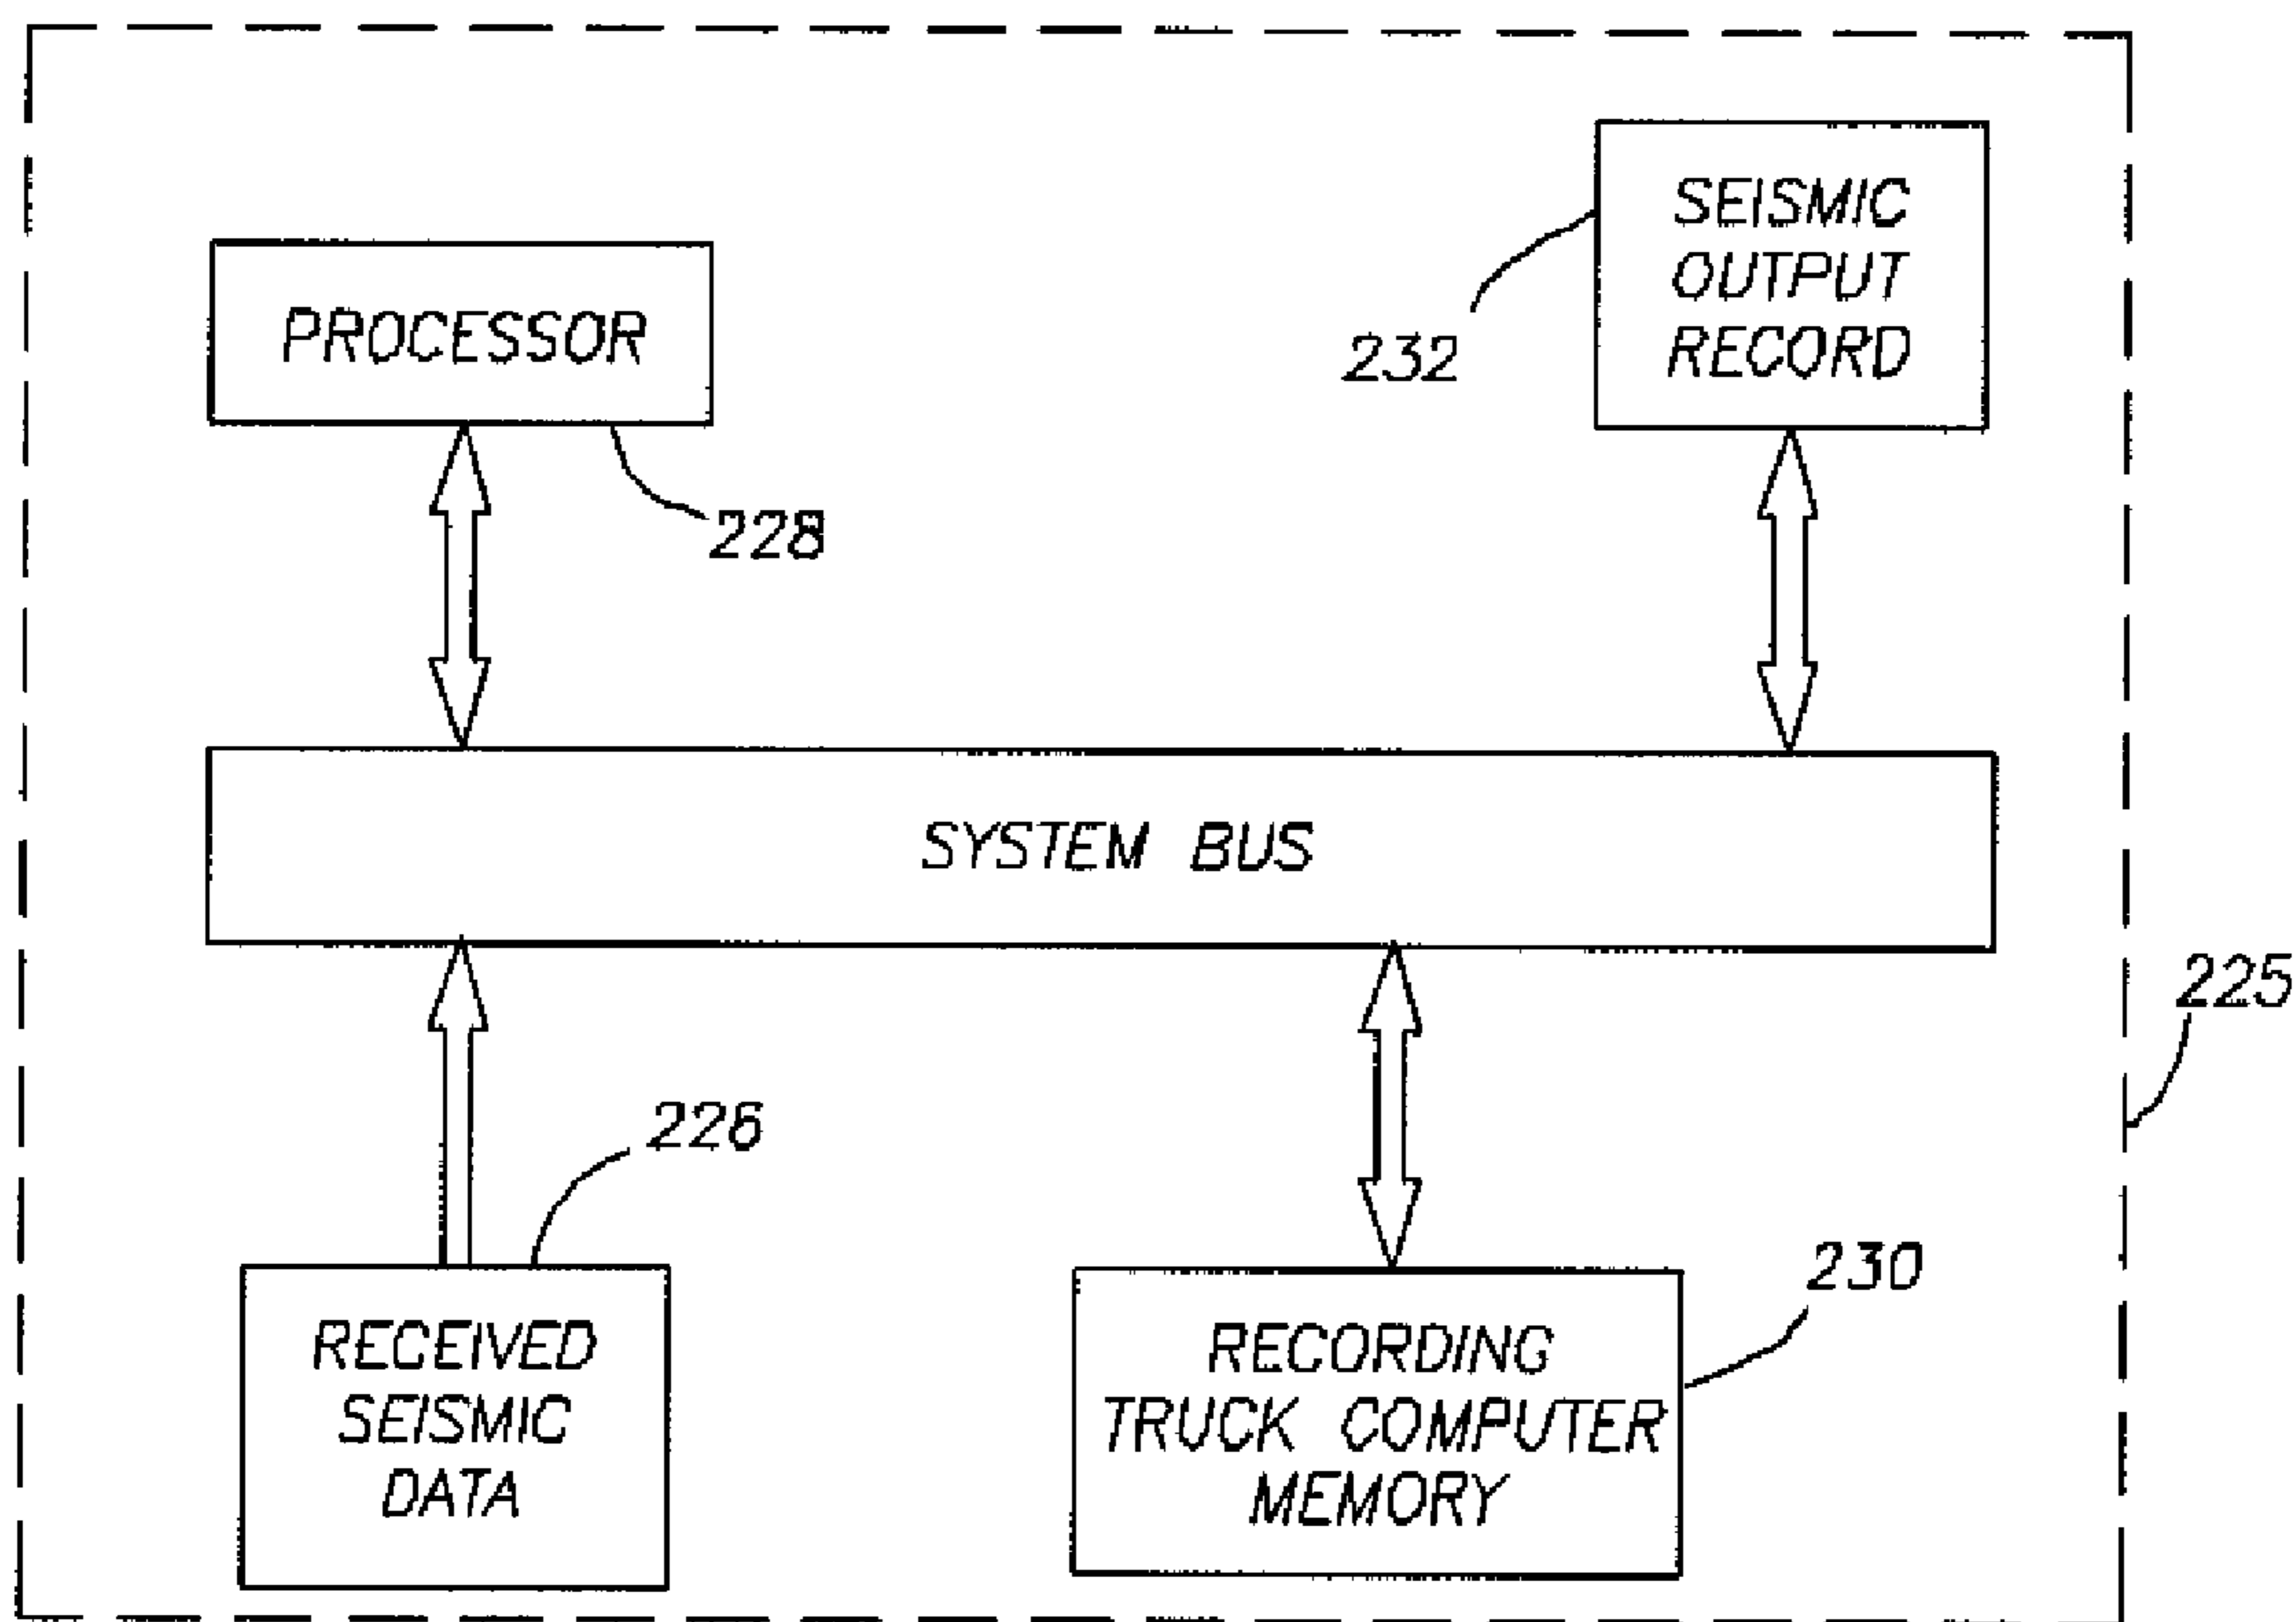 SEISMIC
OUTPUT
RECORD
232
PROCESSOR
228
SYSTEM BUS
225
226
RECEIVED
SEISMIC
DATA
230
RECORDING
TRUCK COMPUTER
MEMORY